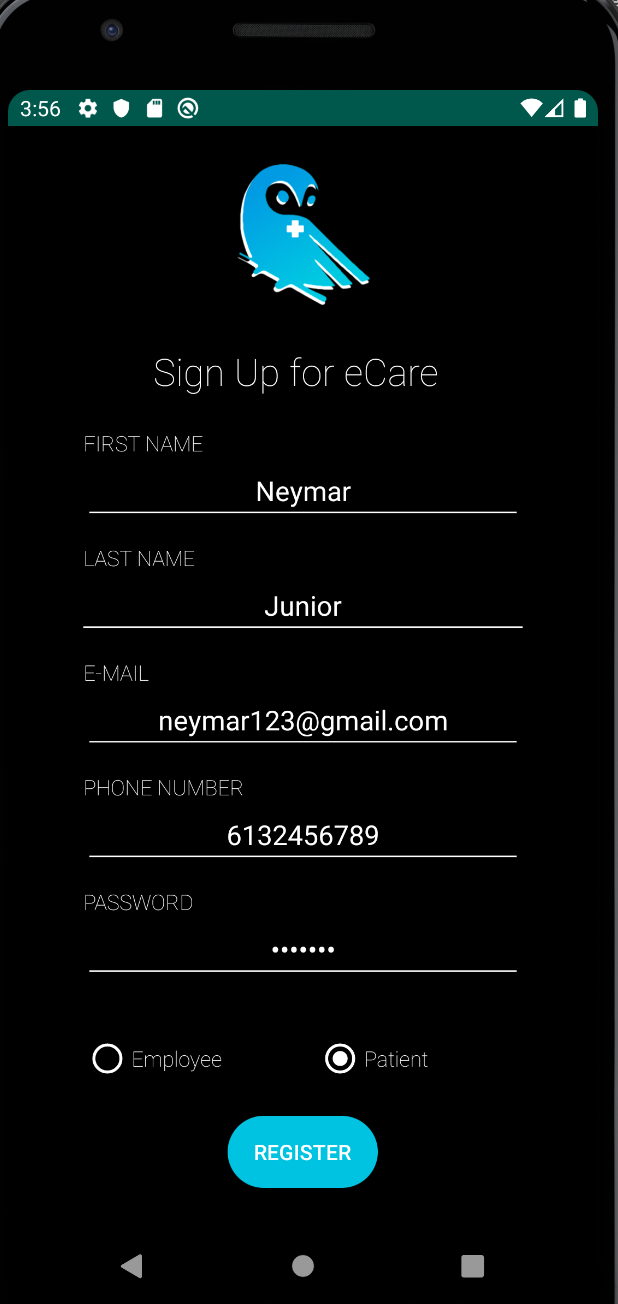 3:56
Sign Up for eCare
FIRST NAME
Neymar
LAST NAME
Junior
E-MAIL
neymar123@gmail.com
PHONE NUMBER
6132456789
PASSWORD
•••••••
Employee Patient
REGISTER